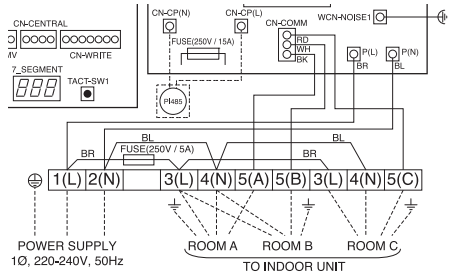 CN-CENTRAL
MV
CN-WRITE
7_SEGMENT
TACT-SW1
CN-CP(N)
CN-CP(L)
CN-COMM
WCN-NOISE1
FUSE(250V / 15A)
RD
WH
BK
P(L)
P(N)
BR
BL
PI485
BL
BL
BR
FUSE(250V / 5A)
BR
1(L) 2(N) 3(L) 4(N) 5(A) 5(B) 3(L) 4(N) 5(C)
POWER SUPPLY
1Ø, 220-240V, 50Hz
ROOM A
ROOM B
ROOM C
TO INDOOR UNIT